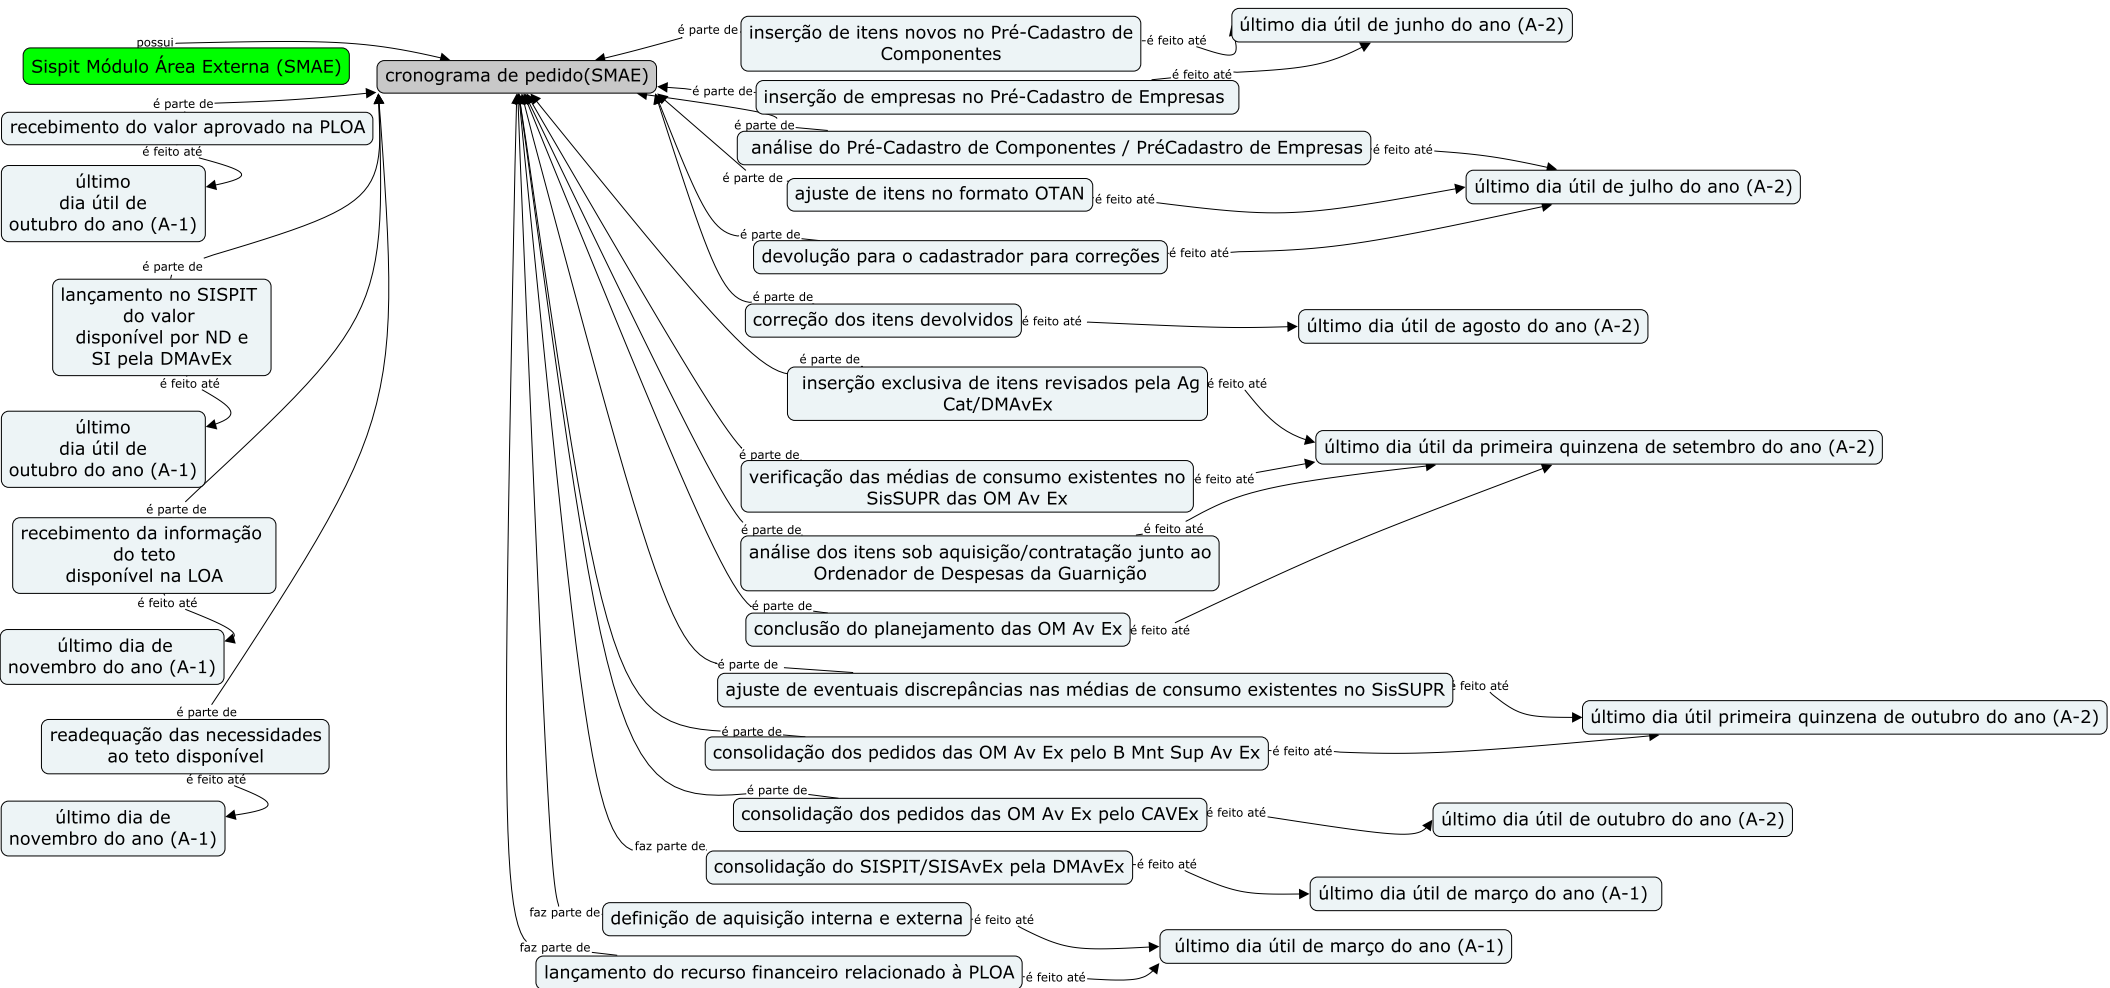 possui
Sispit Módulo Área Externa (SMAE)
cronograma de pedido(SMAE)
é parte de
recebimento do valor aprovado na PLOA
é feito até
último
dia útil de
outubro do ano (A-1)
é parte de
lançamento no SISPIT
do valor
disponível por ND e
SI pela DMAvEx
é feito até
último
dia útil de
outubro do ano (A-1)
é parte de
recebimento da informação
do teto
disponível na LOA
é feito até
último dia de
novembro do ano (A-1)
é parte de
readequação das necessidades
ao teto disponível
é feito até
último dia de
novembro do ano (A-1)
é parte de
inserção de itens novos no Pré-Cadastro de
Componentes
é feito até
último dia útil de junho do ano (A-2)
é parte de
inserção de empresas no Pré-Cadastro de Empresas
é feito até
é parte de
análise do Pré-Cadastro de Componentes / PréCadastro de Empresas
é feito até
último dia útil de julho do ano (A-2)
é parte de
ajuste de itens no formato OTAN
é feito até
é parte de
devolução para o cadastrador para correções
é feito até
é parte de
correção dos itens devolvidos
é feito até
último dia útil de agosto do ano (A-2)
é parte de
inserção exclusiva de itens revisados pela Ag
Cat/DMAvEx
é feito até
último dia útil da primeira quinzena de setembro do ano (A-2)
é parte de
verificação das médias de consumo existentes no
SisSUPR das OM Av Ex
é feito até
é parte de
análise dos itens sob aquisição/contratação junto ao
Ordenador de Despesas da Guarnição
é feito até
é parte de
conclusão do planejamento das OM Av Ex
é feito até
é parte de
ajuste de eventuais discrepâncias nas médias de consumo existentes no SisSUPR
é feito até
último dia útil primeira quinzena de outubro do ano (A-2)
é parte de
consolidação dos pedidos das OM Av Ex pelo B Mnt Sup Av Ex
é feito até
é parte de
consolidação dos pedidos das OM Av Ex pelo CAVEx
é feito até
último dia útil de outubro do ano (A-2)
faz parte de
consolidação do SISPIT/SISAvEx pela DMAvEx
é feito até
último dia útil de março do ano (A-1)
faz parte de
definição de aquisição interna e externa
é feito até
último dia útil de março do ano (A-1)
faz parte de
lançamento do recurso financeiro relacionado à PLOA
é feito até